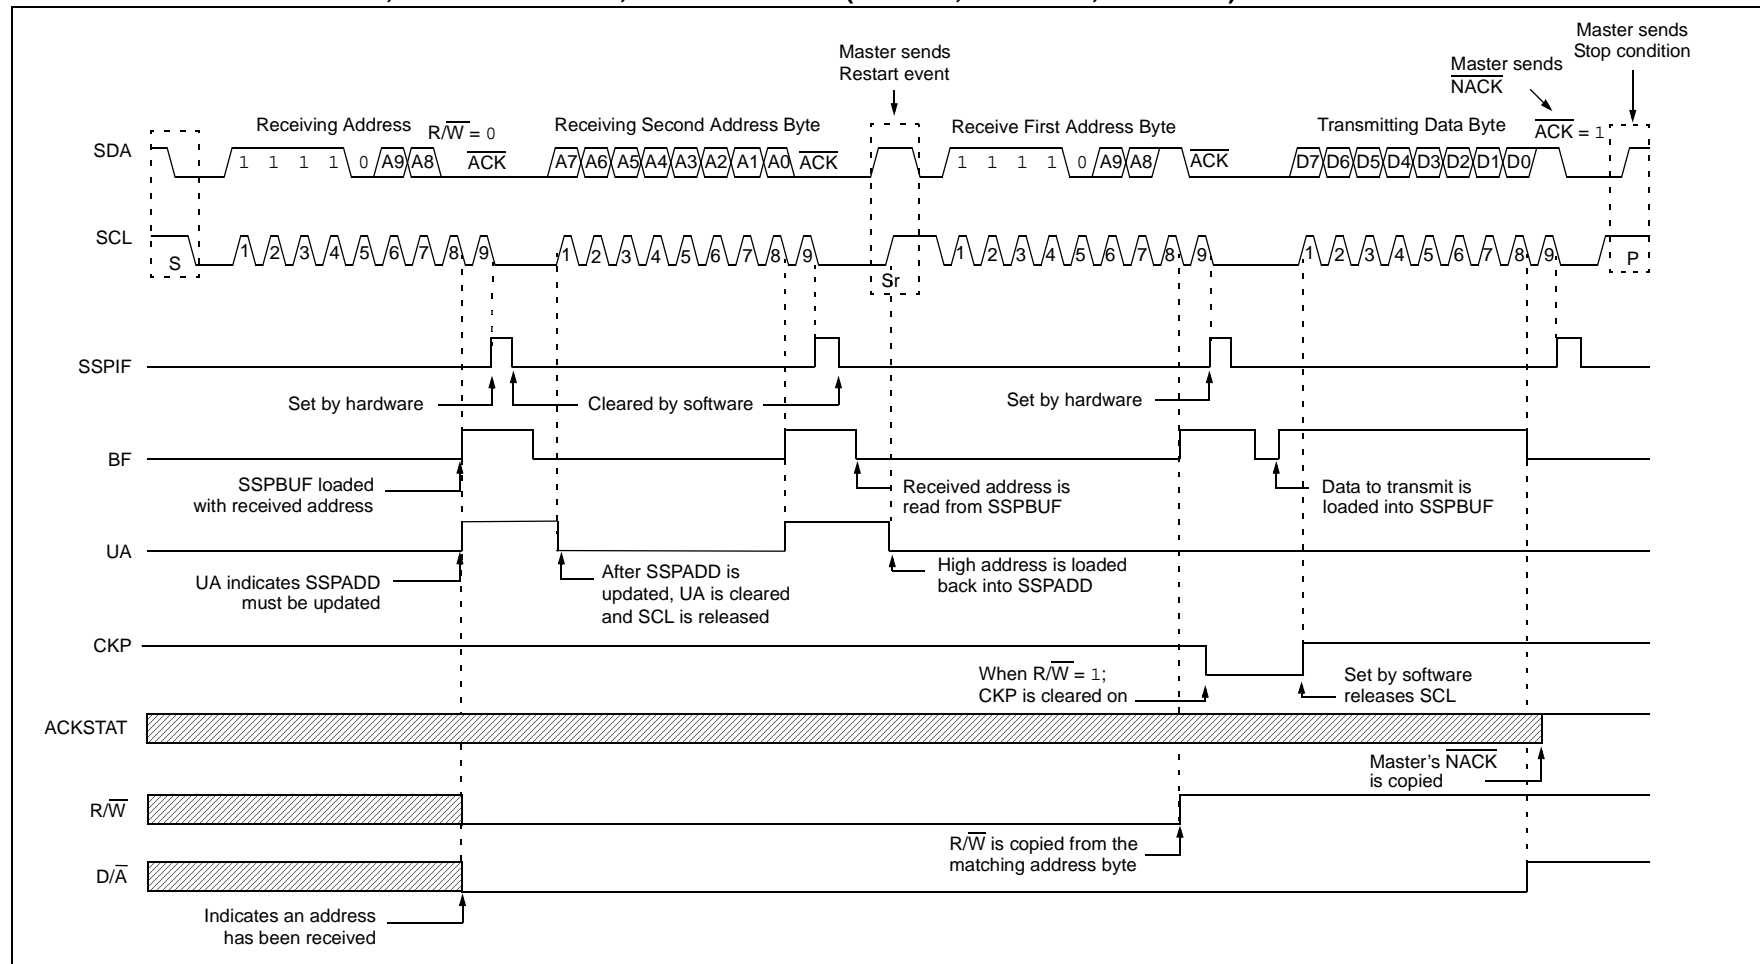 Master sends
Stop condition
Master sends
Restart event
Master sends
NACK
Receiving Address R/W = 0
Receiving Second Address Byte
Receive First Address Byte
Transmitting Data Byte
ACK = 1
SDA 1 1 1 1 0 A9 A8 ACK A7 A6 A5 A4 A3 A2 A1 A0 ACK 1 1 1 1 0 A9 A8 ACK D7 D6 D5 D4 D3 D2 D1 D0
SCL S 1 2 3 4 5 6 7 8 9 1 2 3 4 5 6 7 8 9 Sr 1 2 3 4 5 6 7 8 9 1 2 3 4 5 6 7 8 9 P
SSPIF
Set by hardware
Cleared by software
Set by hardware
BF
SSPBUF loaded
with received address
Received address is
read from SSPBUF
Data to transmit is
loaded into SSPBUF
UA
UA indicates SSPADD
must be updated
After SSPADD is
updated, UA is cleared
and SCL is released
High address is loaded
back into SSPADD
CKP
When R/W = 1;
CKP is cleared on
Set by software
releases SCL
ACKSTAT
Master's NACK
is copied
R/W
R/W is copied from the
matching address byte
D/A
Indicates an address
has been received